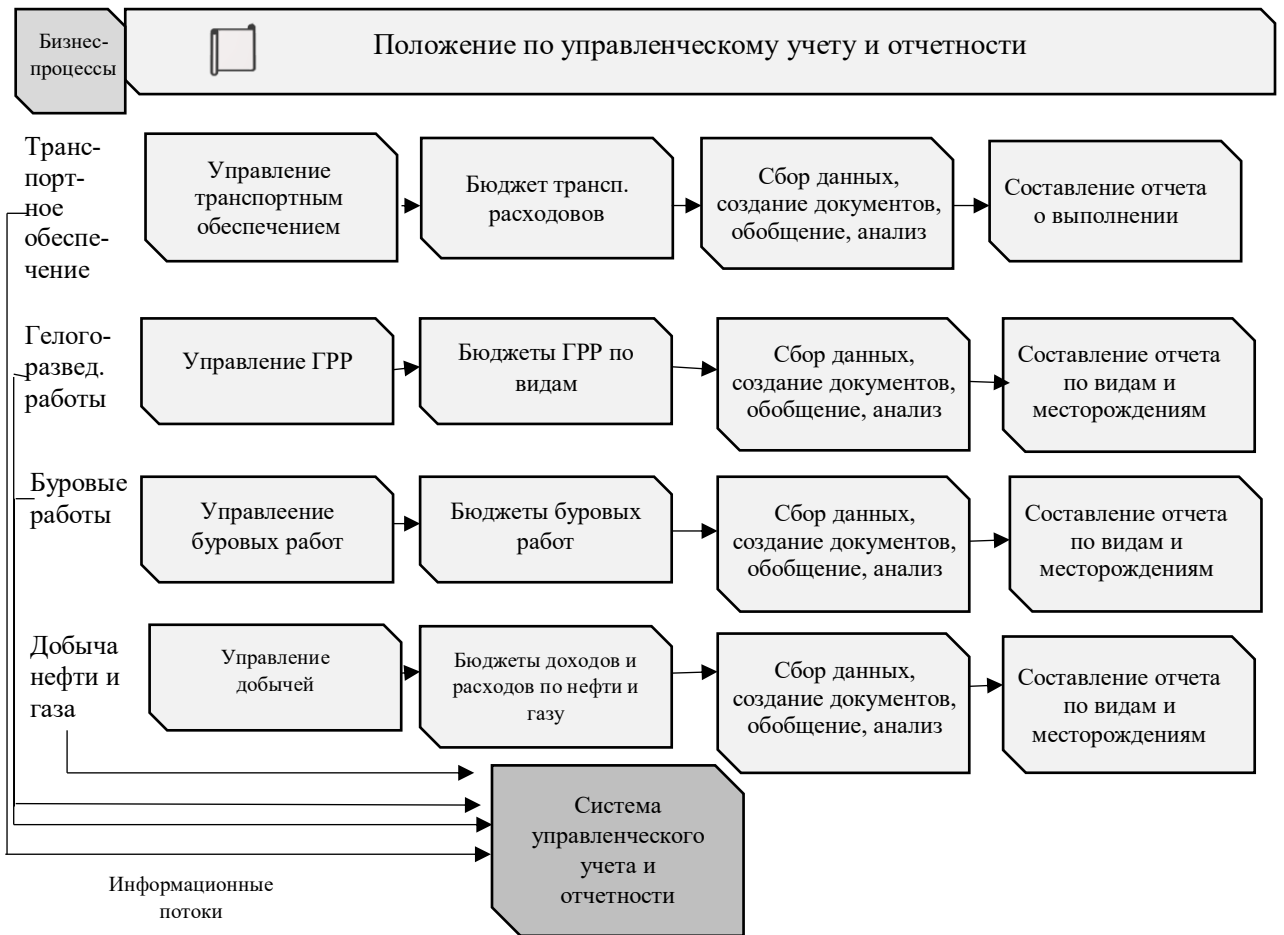 Бизнес-
процессы
Положение по управленческому учету и отчетности
Транс-
порт-
ное
обеспе-
чение
Управление
транспортным
обеспечением
Бюджет трансп.
расходовов
Сбор данных,
создание документов,
обобщение, анализ
Составление отчета
о выполнении
Гелого-
развед.
работы
Управление ГРР
Бюджеты ГРР по
видам
Сбор данных,
создание документов,
обобщение, анализ
Составление отчета
по видам и
месторождениям
Буровые
работы
Управлеение
буровых работ
Бюджеты буровых
работ
Сбор данных,
создание документов,
обобщение, анализ
Составление отчета
по видам и
месторождениям
Добыча
нефти и
газа
Управление
добычей
Бюджеты доходов и
расходов по нефти и
газу
Сбор данных,
создание документов,
обобщение, анализ
Составление отчета
по видам и
месторождениям
Система
управленческого
учета и
отчетности
Информационные
потоки